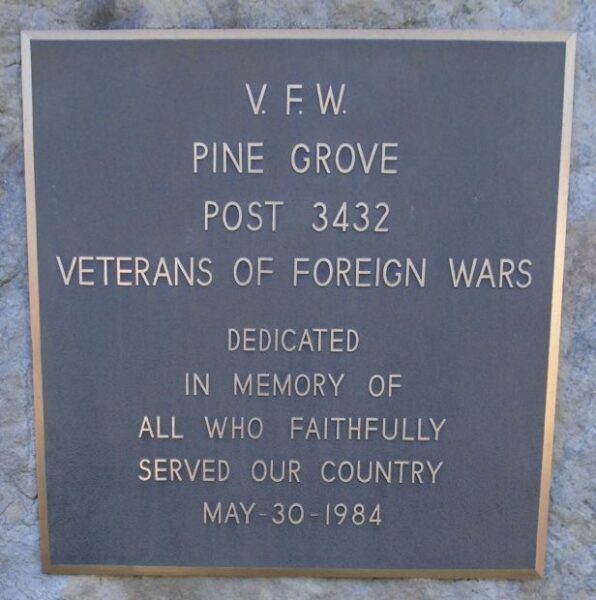 V. F. W.
PINE GROVE
POST 3432
VETERANS OF FOREIGN WARS
DEDICATED
IN MEMORY OF
ALL WHO FAITHFULLY
SERVED OUR COUNTRY
MAY-30-1984